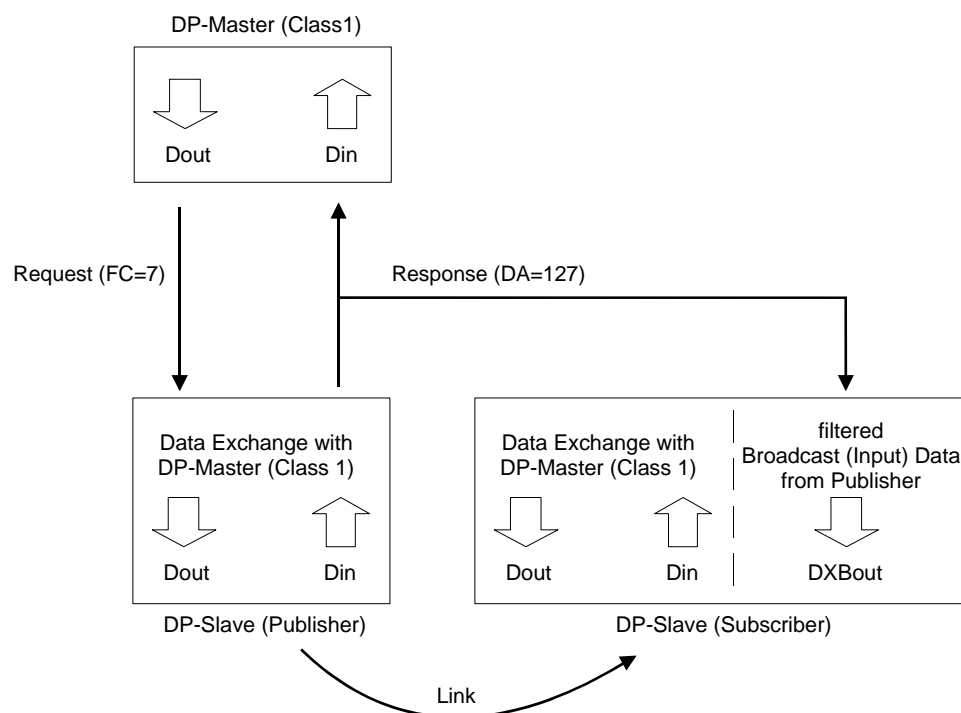 DP-Master (Class1)
Dout
Din
Request (FC=7)
Response (DA=127)
Data Exchange with
DP-Master (Class 1)
Dout
Din
DP-Slave (Publisher)
Data Exchange with
DP-Master (Class 1)
Dout
Din
filtered
Broadcast (Input) Data
from Publisher
DXBout
DP-Slave (Subscriber)
Link